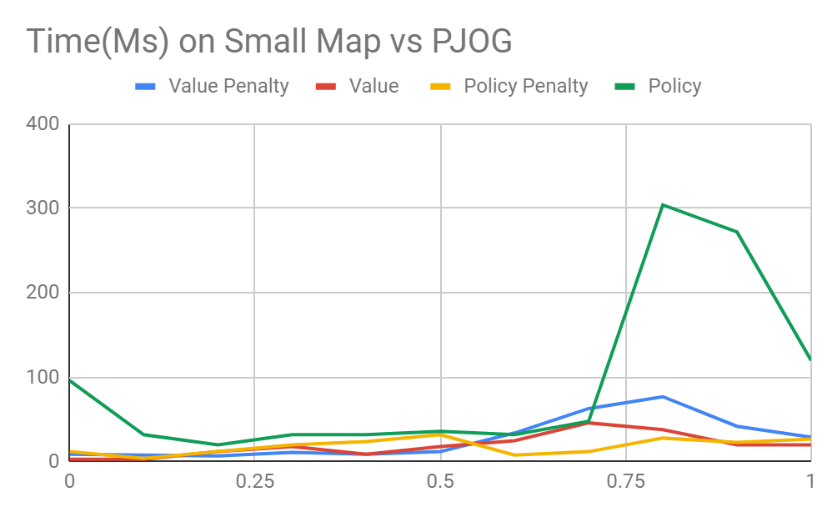 Time(Ms) on Small Map vs PJOG
Value Penalty Value Policy Penalty Policy
400
300
200
100
0
0 0.25 0.5 0.75 1